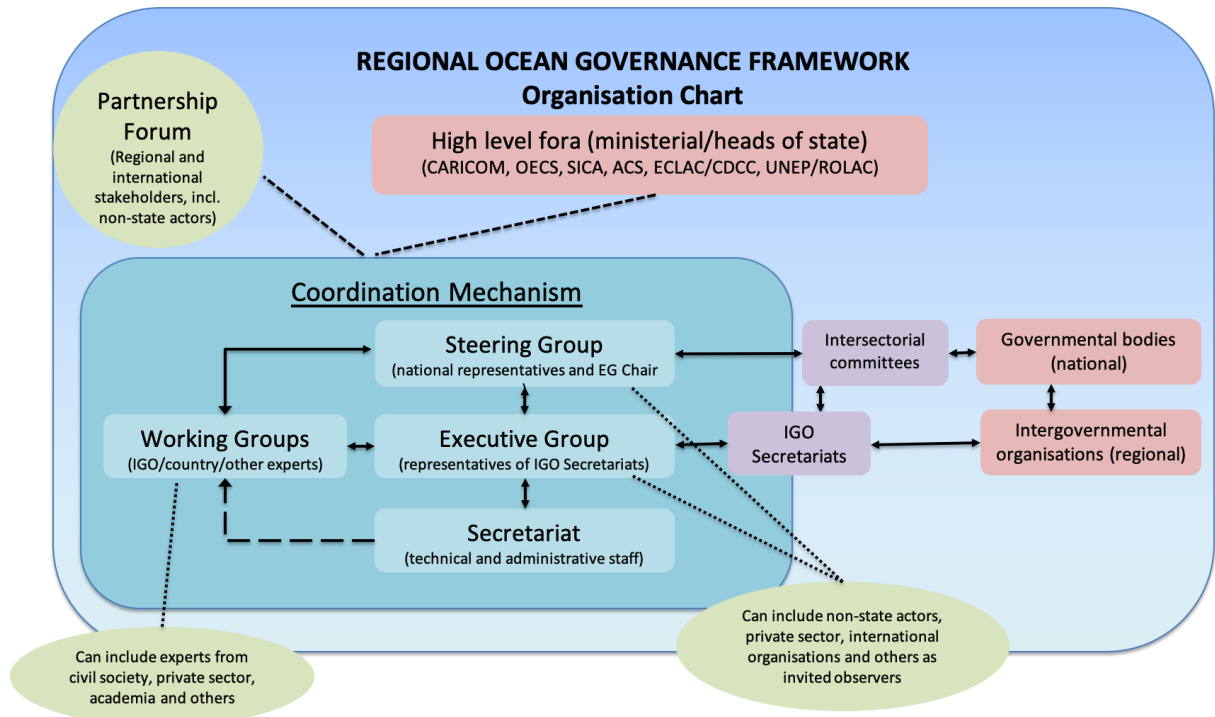 REGIONAL OCEAN GOVERNANCE FRAMEWORK
Organisation Chart
Partnership
Forum
(Regional and
international
stakeholders, incl.
non-state actors)
High level fora (ministerial/heads of state)
(CARICOM, OECS, SICA, ACS, ECLAC/CDCC, UNEP/ROLAC)
Coordination Mechanism
Steering Group
(national representatives and EG Chair
Intersectorial
committees
Governmental bodies
(national)
Working Groups
(IGO/country/other experts)
Executive Group
(representatives of IGO Secretariats)
IGO
Secretariats
Intergovernmental
organisations (regional)
Secretariat
(technical and administrative staff)
Can include experts from
civil society, private sector,
academia and others
Can include non-state actors,
private sector, international
organisations and others as
invited observers